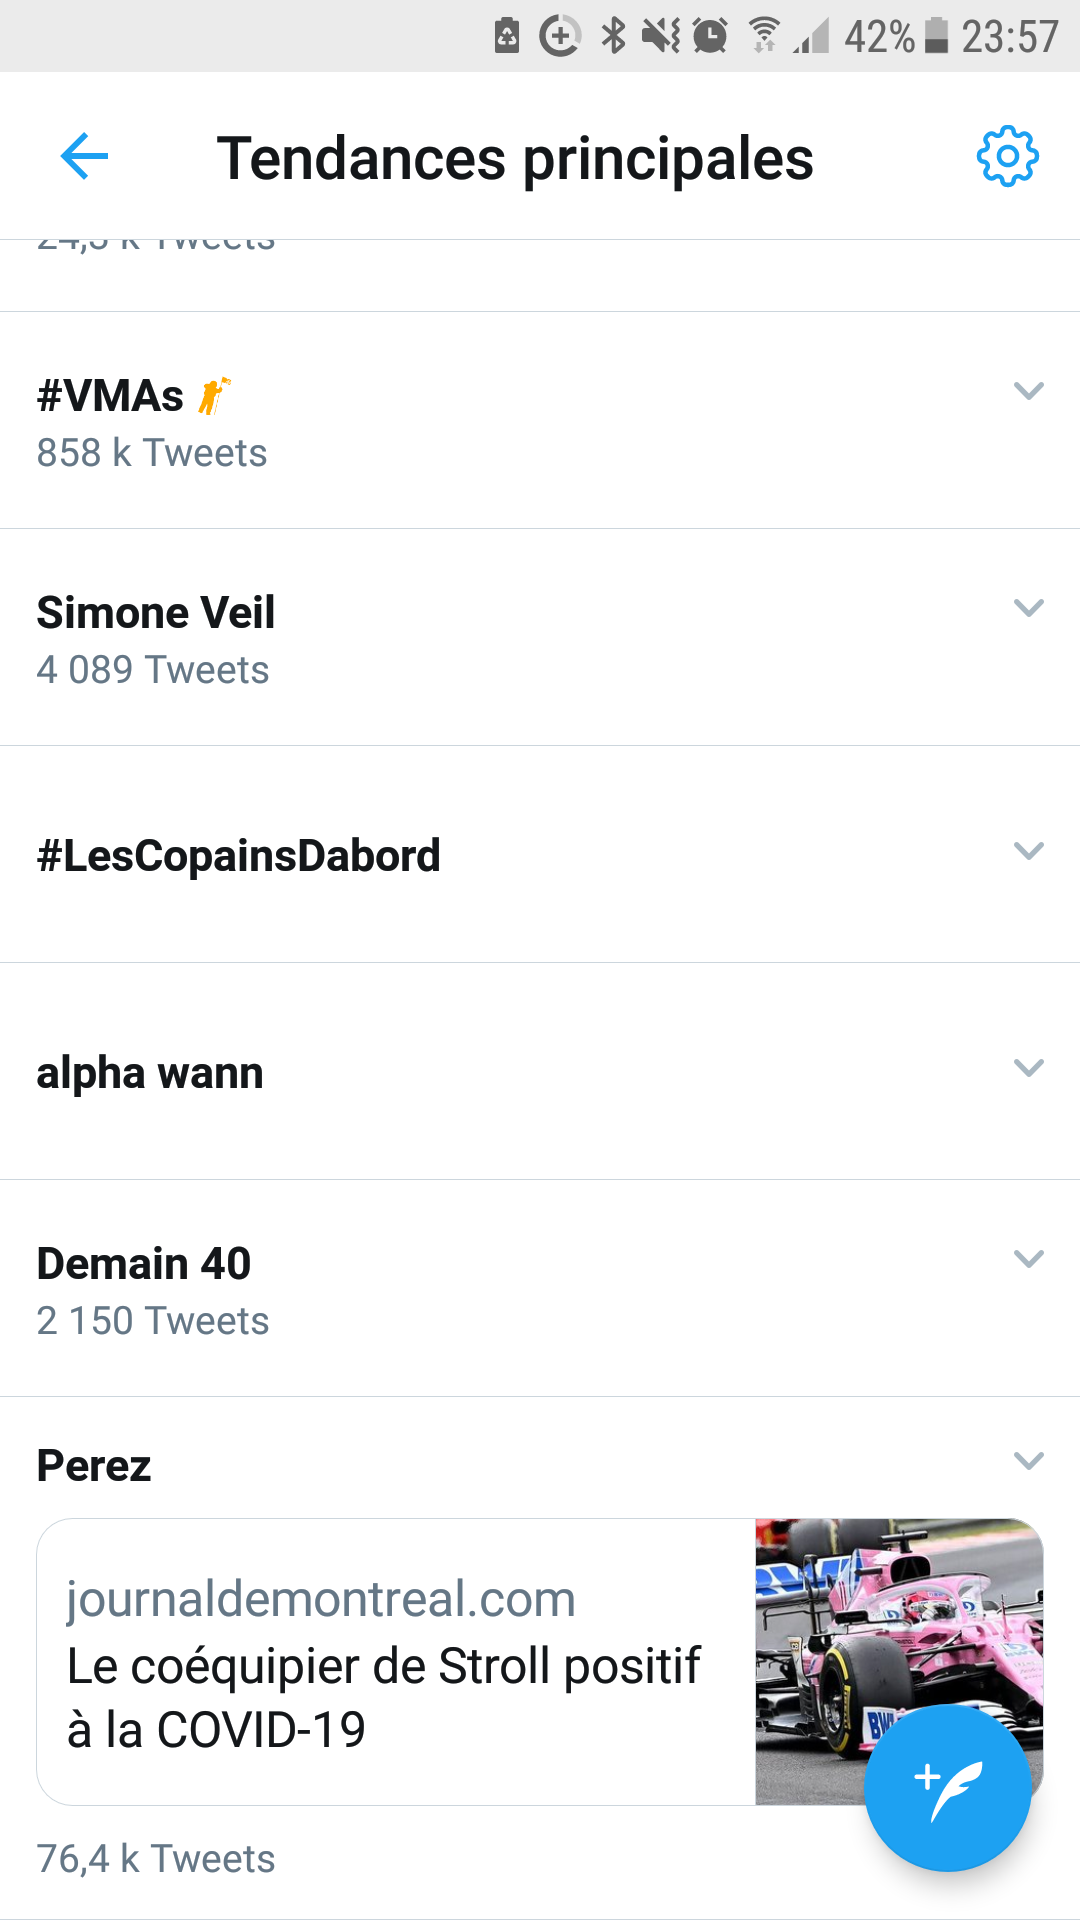 42% 23:57
Tendances principales
#VMAs
858 k Tweets
Simone Veil
4 089 Tweets
#LesCopainsDabord
alpha wann
Demain 40
2 150 Tweets
Perez
journaldemontreal.com
Le coéquipier de Stroll positif
à la COVID-19
76,4 k Tweets